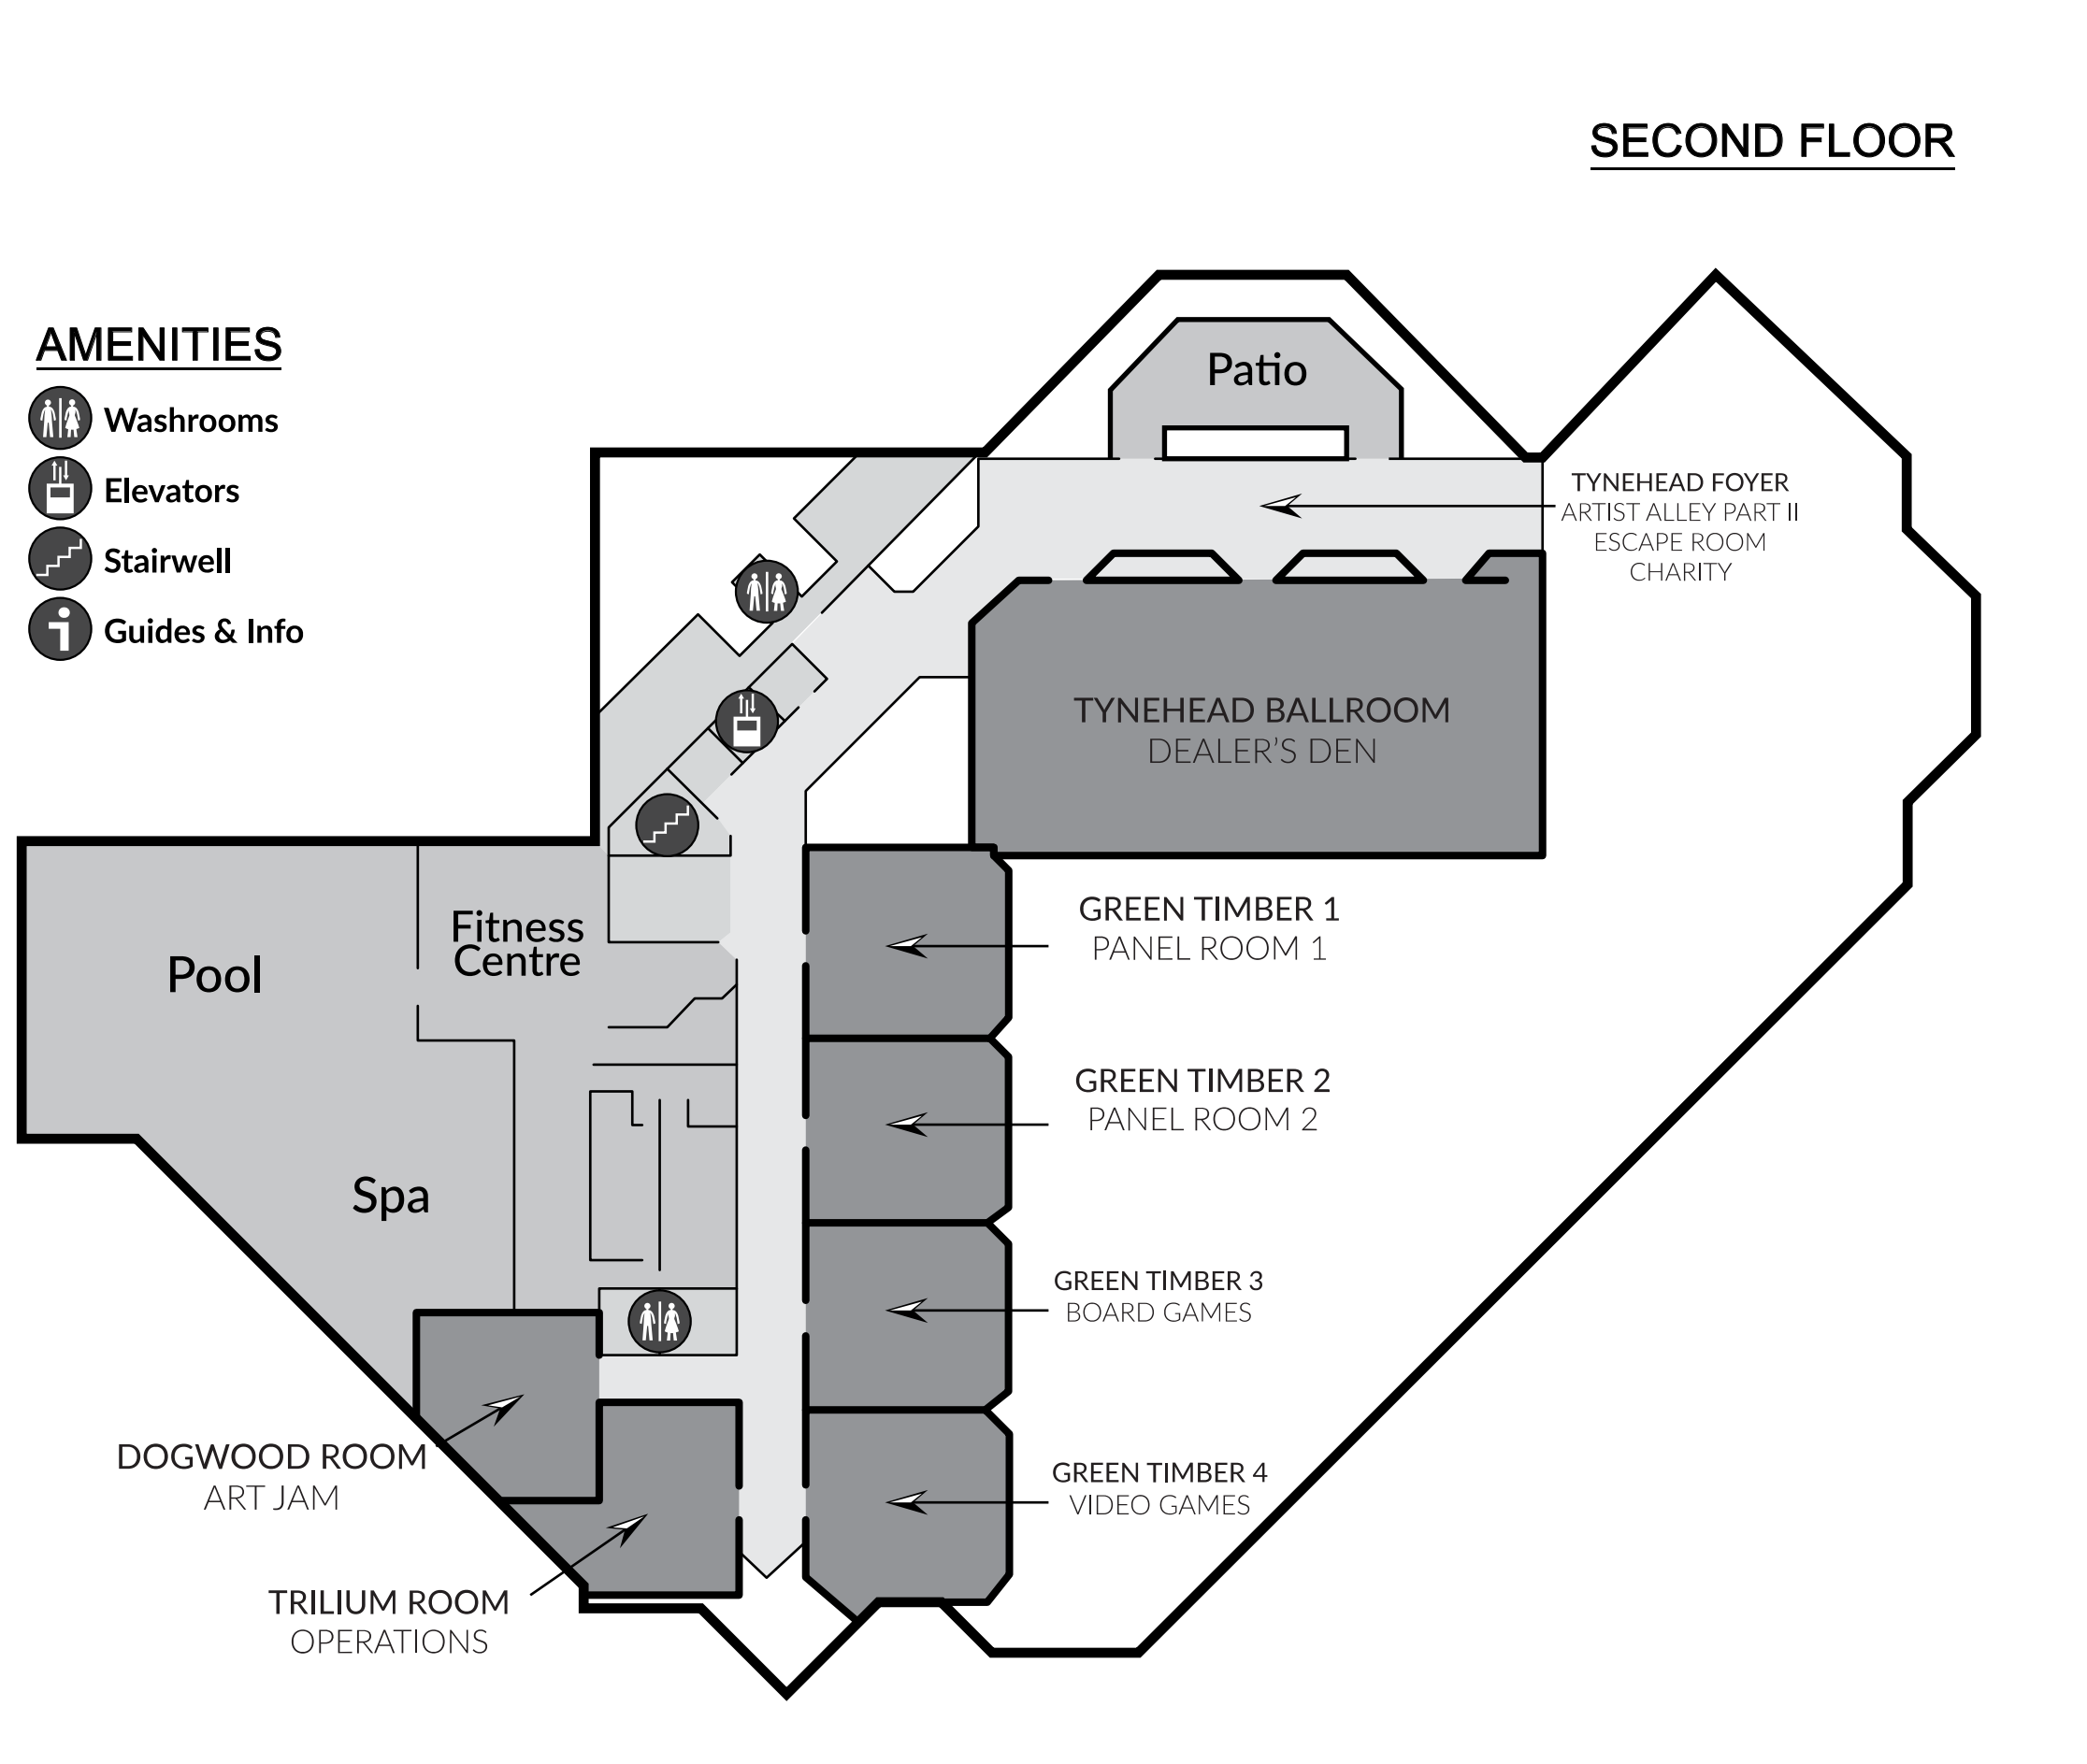 SECOND FLOOR
AMENITIES
Washrooms
Elevators
Stairwell
Guides & Info
Patio
TYNEHEAD FOYER
ARTIST ALLEY PART II
ESCAPE ROOM
CHARITY
TYNEHEAD BALLROOM
DEALER'S DEN
Fitness
Centre
Pool
GREEN TIMBER 1
PANEL ROOM 1
GREEN TIMBER 2
PANEL ROOM 2
Spa
GREEN TIMBER 3
BOARD GAMES
DOGWOOD ROOM
ART JAM
GREEN TIMBER 4
VIDEO GAMES
TRILIUM ROOM
OPERATIONS